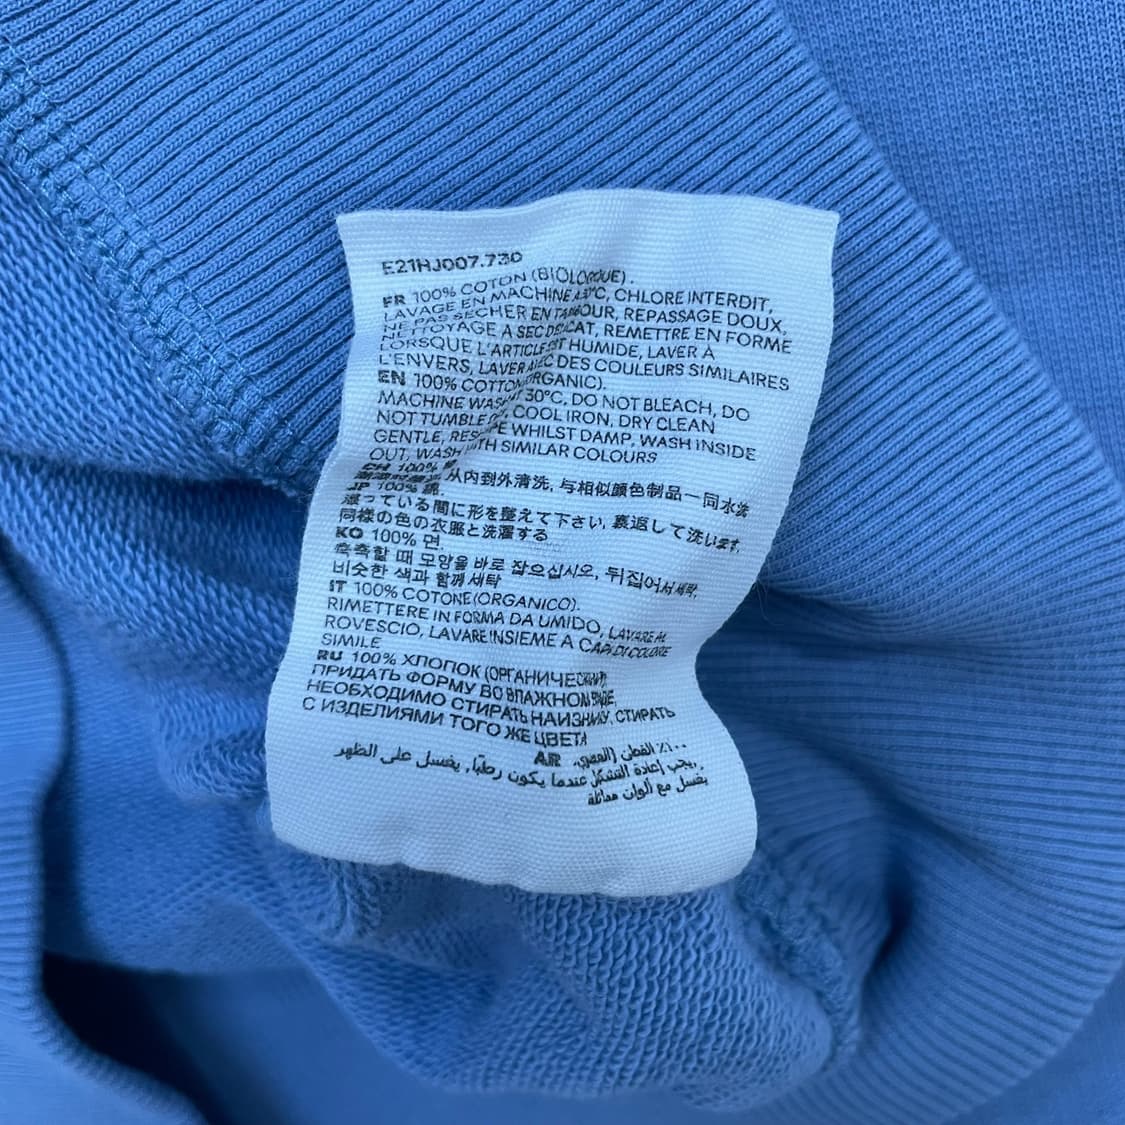 E21HJ007.730
FR 100% COTON (BIOLOGIQUE).
LAVAGE EN MACHINE À 30°C, CHLORE INTERDIT,
NE PAS SÉCHER EN TAMBOUR, REPASSAGE DOUX,
NETTOYAGE A SEC DELICAT, REMETTRE EN FORME
LORSQUE L'ARTICLE EST HUMIDE, LAVER À
L'ENVERS, LAVER AVEC DES COULEURS SIMILAIRES
EN 100% COTTON (ORGANIC).
MACHINE WASH AT 30°C, DO NOT BLEACH, DO
NOT TUMBLE DRY, COOL IRON, DRY CLEAN
GENTLE, RESHAPE WHILST DAMP, WASH INSIDE
OUT, WASH WITH SIMILAR COLOURS
CH 100%
从内到外清洗, 与相似颜色制品一同水洗
JP 100% 綿.
湿っている間に形を整えて下さい, 裏返して洗います,
同様の色の衣服と洗濯する
KO 100% 면.
축축할 때 모양을 바로 잡으십시오, 뒤집어서 세탁,
비슷한 색과 함께 세탁
IT 100% COTONE (ORGANICO).
RIMETTERE IN FORMA DA UMIDO, LAVARE AL
ROVESCIO, LAVARE INSIEME A CAPI DI COLORE
SIMILE
RU 100% ХЛОПОК (ОРГАНИЧЕСКИЙ).
ПРИДАТЬ ФОРМУ ВО ВЛАЖНОМ ВИДЕ,
НЕОБХОДИМО СТИРАТЬ НАИЗНАНКУ, СТИРАТЬ
С ИЗДЕЛИЯМИ ТОГО ЖЕ ЦВЕТА
AR ١٠٠٪ القطن (العضوي).
يجب إعادة التشكل عندما يكون رطبًا, يغسل على الظهر,
يغسل مع ألوان مماثلة